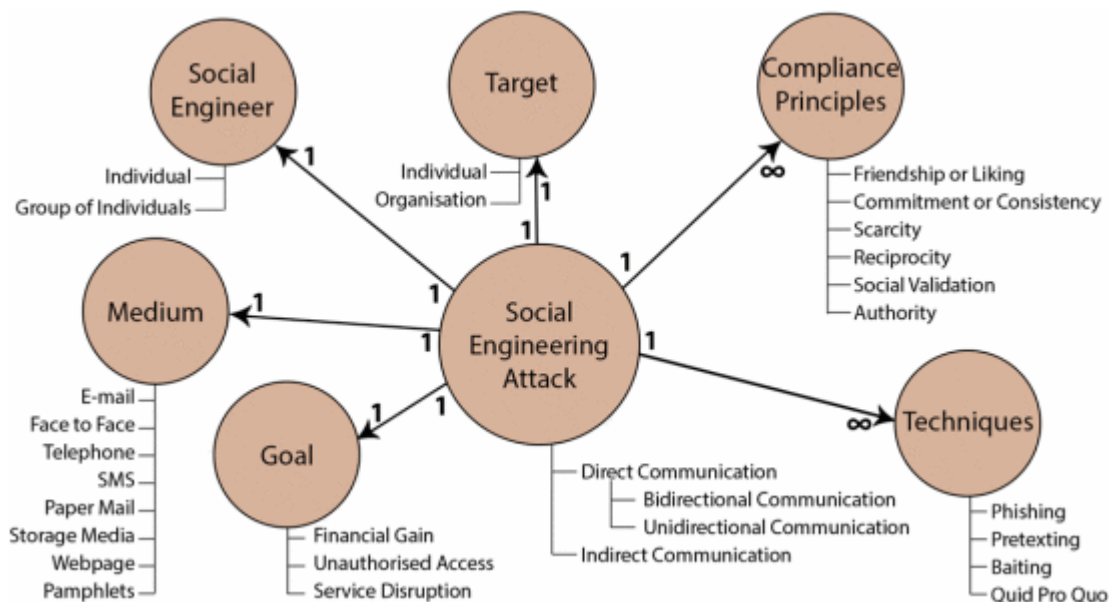 Social
Engineer
1
Individual
Group of Individuals
Target
1
Individual
Organisation
Compliance
Principles
∞
Friendship or Liking
Commitment or Consistency
Scarcity
Reciprocity
Social Validation
Authority
Medium
1
E-mail
Face to Face
Telephone
SMS
Paper Mail
Storage Media
Webpage
Pamphlets
Social
Engineering
Attack
1
1
1
1
1
1
Direct Communication
Bidirectional Communication
Unidirectional Communication
Indirect Communication
Goal
1
Financial Gain
Unauthorised Access
Service Disruption
Techniques
∞
Phishing
Pretexting
Baiting
Quid Pro Quo